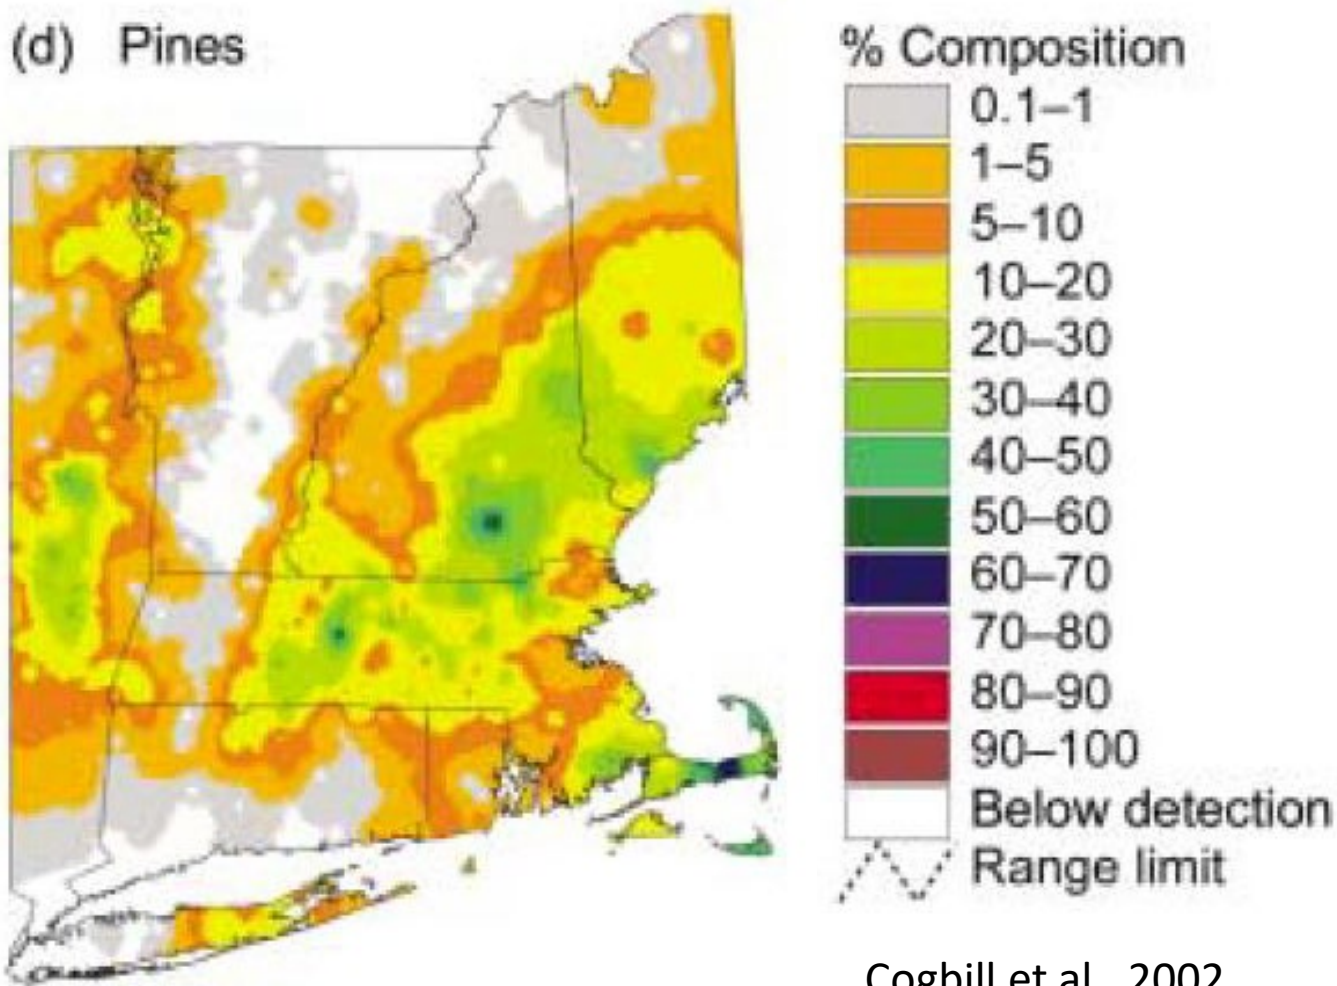 (d) Pines
% Composition
0.1–1
1–5
5–10
10–20
20–30
30–40
40–50
50–60
60–70
70–80
80–90
90–100
Below detection
Range limit
Cogbill et al., 2002